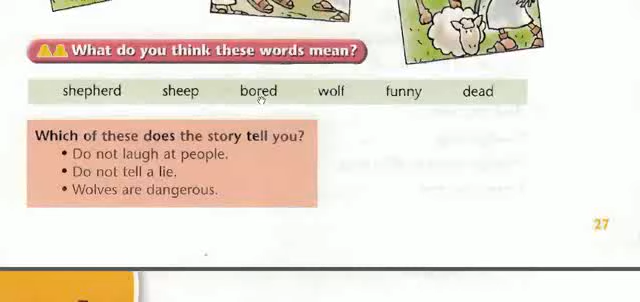 What do you think these words mean?
shepherd sheep bored wolf funny dead
Which of these does the story tell you?
• Do not laugh at people.
• Do not tell a lie.
• Wolves are dangerous.
27